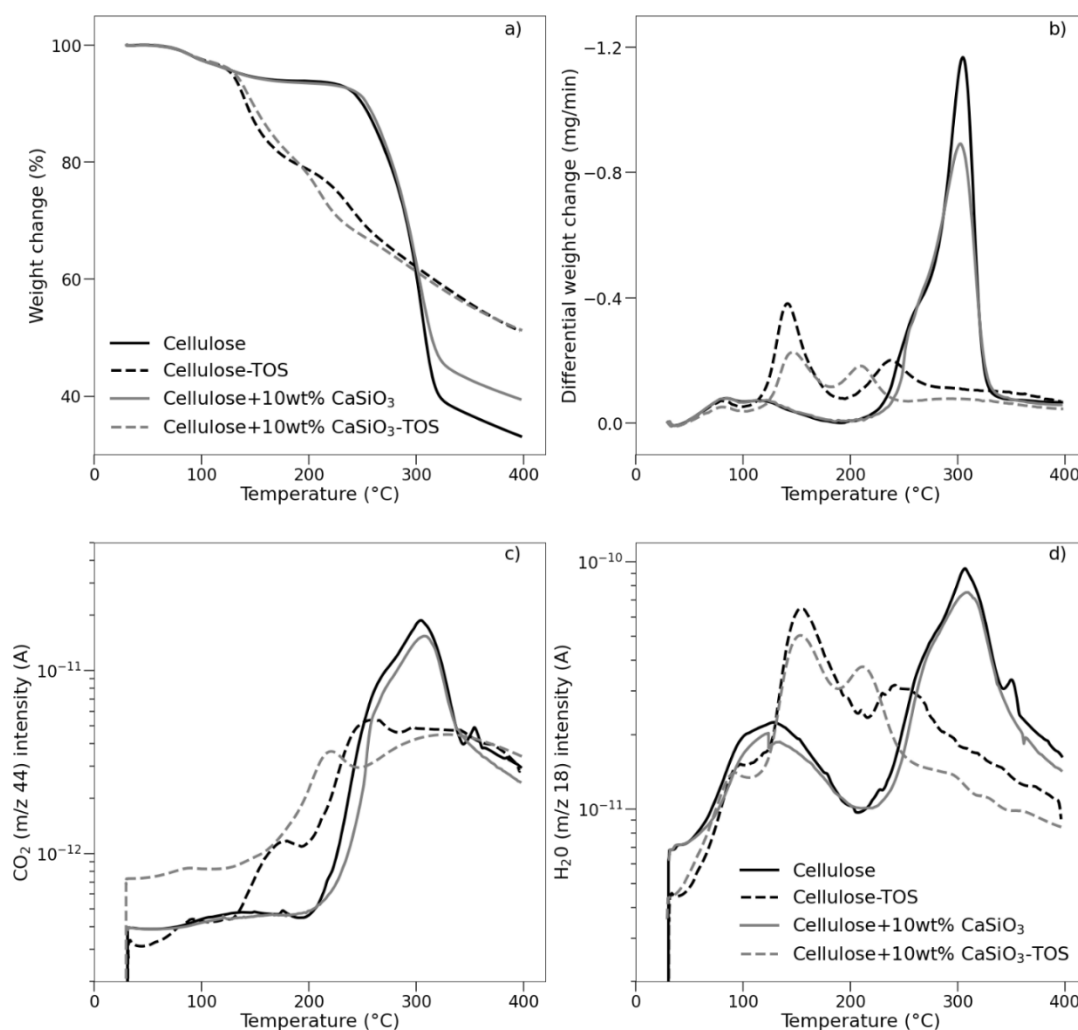 a)
Weight change (%)
100
80
60
40
Cellulose
Cellulose-TOS
Cellulose+10wt% CaSiO₃
Cellulose+10wt% CaSiO₃-TOS
0 100 200 300 400
Temperature (°C)
b)
Differential weight change (mg/min)
−1.2
−0.8
−0.4
0.0
0 100 200 300 400
Temperature (°C)
c)
CO₂ (m/z 44) intensity (A)
10⁻¹¹
10⁻¹²
0 100 200 300 400
Temperature (°C)
d)
H₂0 (m/z 18) intensity (A)
10⁻¹⁰
10⁻¹¹
Cellulose
Cellulose-TOS
Cellulose+10wt% CaSiO₃
Cellulose+10wt% CaSiO₃-TOS
0 100 200 300 400
Temperature (°C)